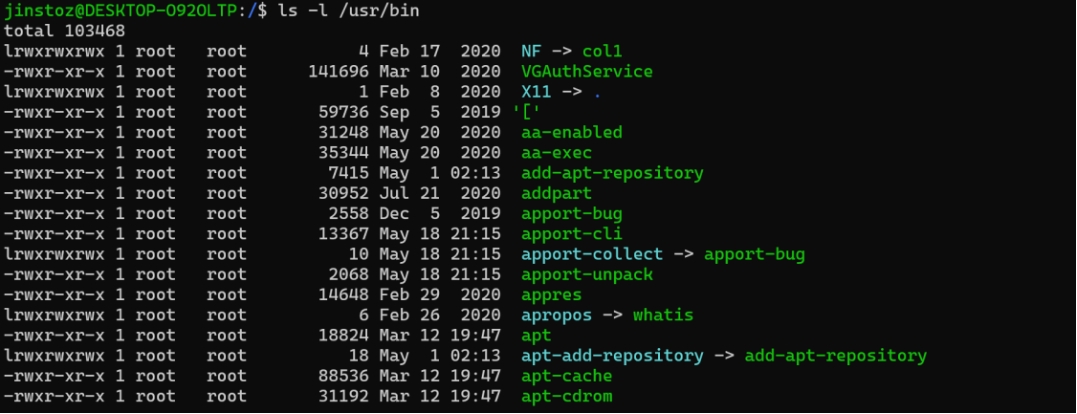 jinstoz@DESKTOP-O92OLTP:/$ ls -l /usr/bin
total 103468
lrwxrwxrwx 1 root   root           4 Feb 17  2020  NF -> col1
-rwxr-xr-x 1 root   root      141696 Mar 10  2020  VGAuthService
lrwxrwxrwx 1 root   root           1 Feb  8  2020  X11 -> .
-rwxr-xr-x 1 root   root       59736 Sep  5  2019 '['
-rwxr-xr-x 1 root   root       31248 May 20  2020  aa-enabled
-rwxr-xr-x 1 root   root       35344 May 20  2020  aa-exec
-rwxr-xr-x 1 root   root        7415 May  1 02:13  add-apt-repository
-rwxr-xr-x 1 root   root       30952 Jul 21  2020  addpart
-rwxr-xr-x 1 root   root        2558 Dec  5  2019  apport-bug
-rwxr-xr-x 1 root   root       13367 May 18 21:15  apport-cli
lrwxrwxrwx 1 root   root          10 May 18 21:15  apport-collect -> apport-bug
-rwxr-xr-x 1 root   root        2068 May 18 21:15  apport-unpack
-rwxr-xr-x 1 root   root       14648 Feb 29  2020  appres
lrwxrwxrwx 1 root   root           6 Feb 26  2020  apropos -> whatis
-rwxr-xr-x 1 root   root       18824 Mar 12 19:47  apt
lrwxrwxrwx 1 root   root          18 May  1 02:13  apt-add-repository -> add-apt-repository
-rwxr-xr-x 1 root   root       88536 Mar 12 19:47  apt-cache
-rwxr-xr-x 1 root   root       31192 Mar 12 19:47  apt-cdrom